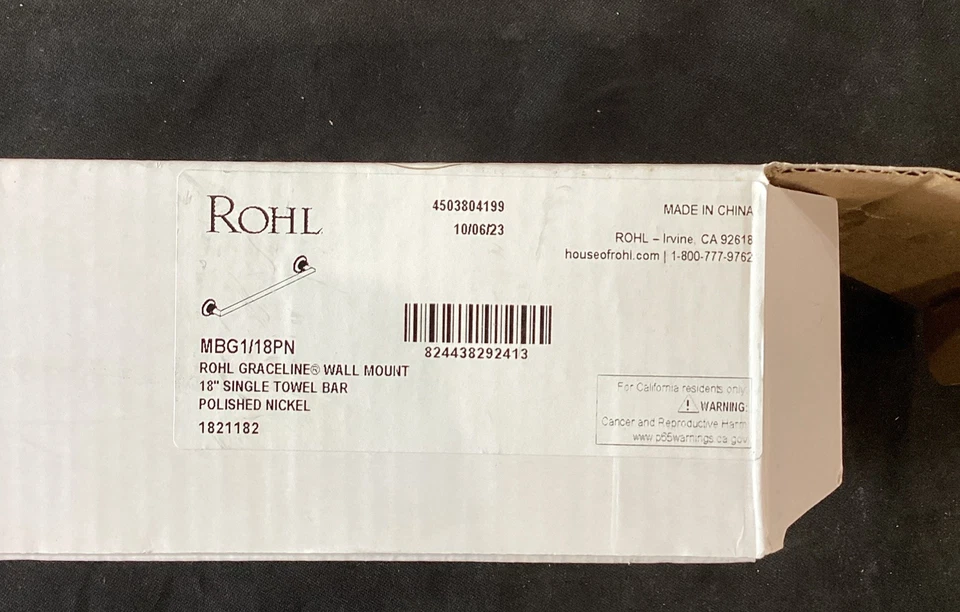 ROHL
4503804199
10/06/23
MADE IN CHINA
ROHL – Irvine, CA 92618
houseofrohl.com | 1-800-777-9762
MBG1/18PN
ROHL GRACELINE® WALL MOUNT
18" SINGLE TOWEL BAR
POLISHED NICKEL
1821182
824438292413
For California residents only
WARNING:
Cancer and Reproductive Harm
www.p65warnings.ca.gov